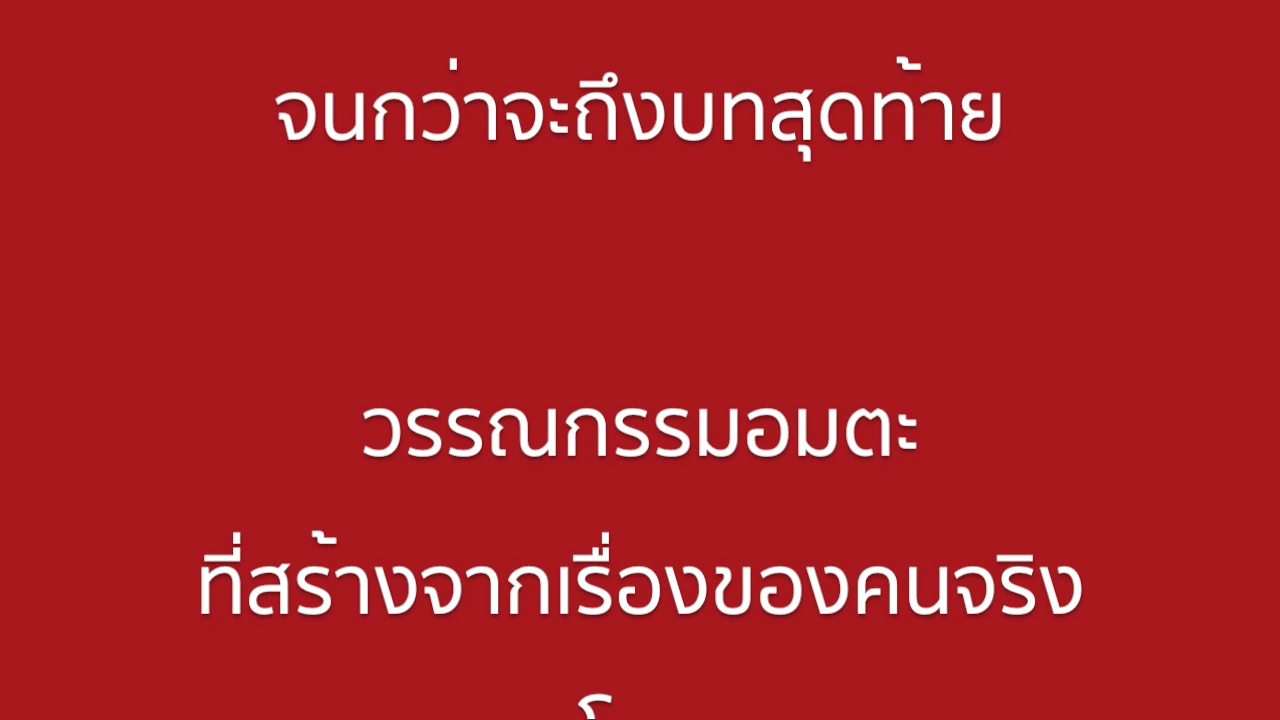 จนกว่าจะถึงบทสุดท้าย
วรรณกรรมอมตะ
ที่สร้างจากเรื่องของคนจริง